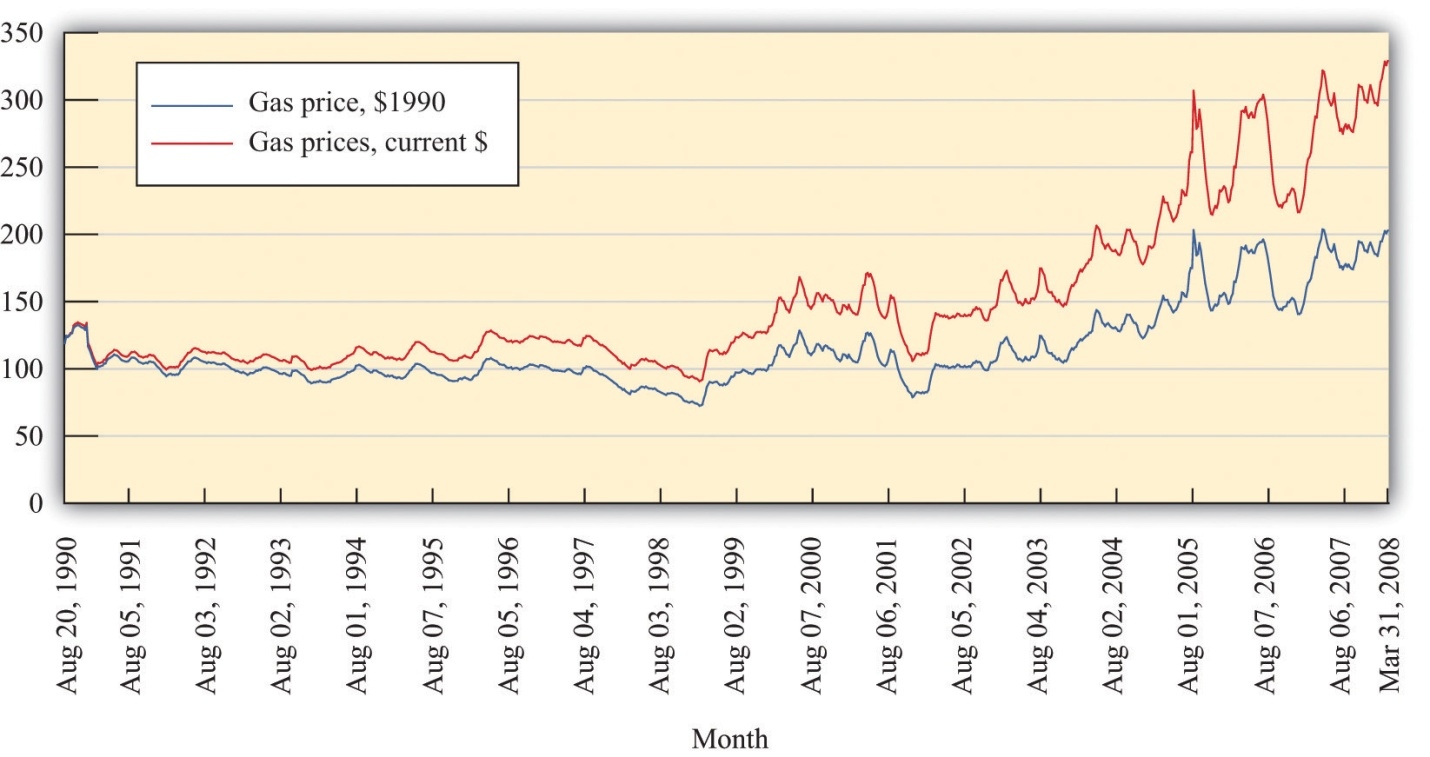 350
300
250
200
150
100
50
0
Gas price, $1990
Gas prices, current $
Aug 20, 1990
Aug 05, 1991
Aug 03, 1992
Aug 02, 1993
Aug 01, 1994
Aug 07, 1995
Aug 05, 1996
Aug 04, 1997
Aug 03, 1998
Aug 02, 1999
Aug 07, 2000
Aug 06, 2001
Aug 05, 2002
Aug 04, 2003
Aug 02, 2004
Aug 01, 2005
Aug 07, 2006
Aug 06, 2007
Mar 31, 2008
Month